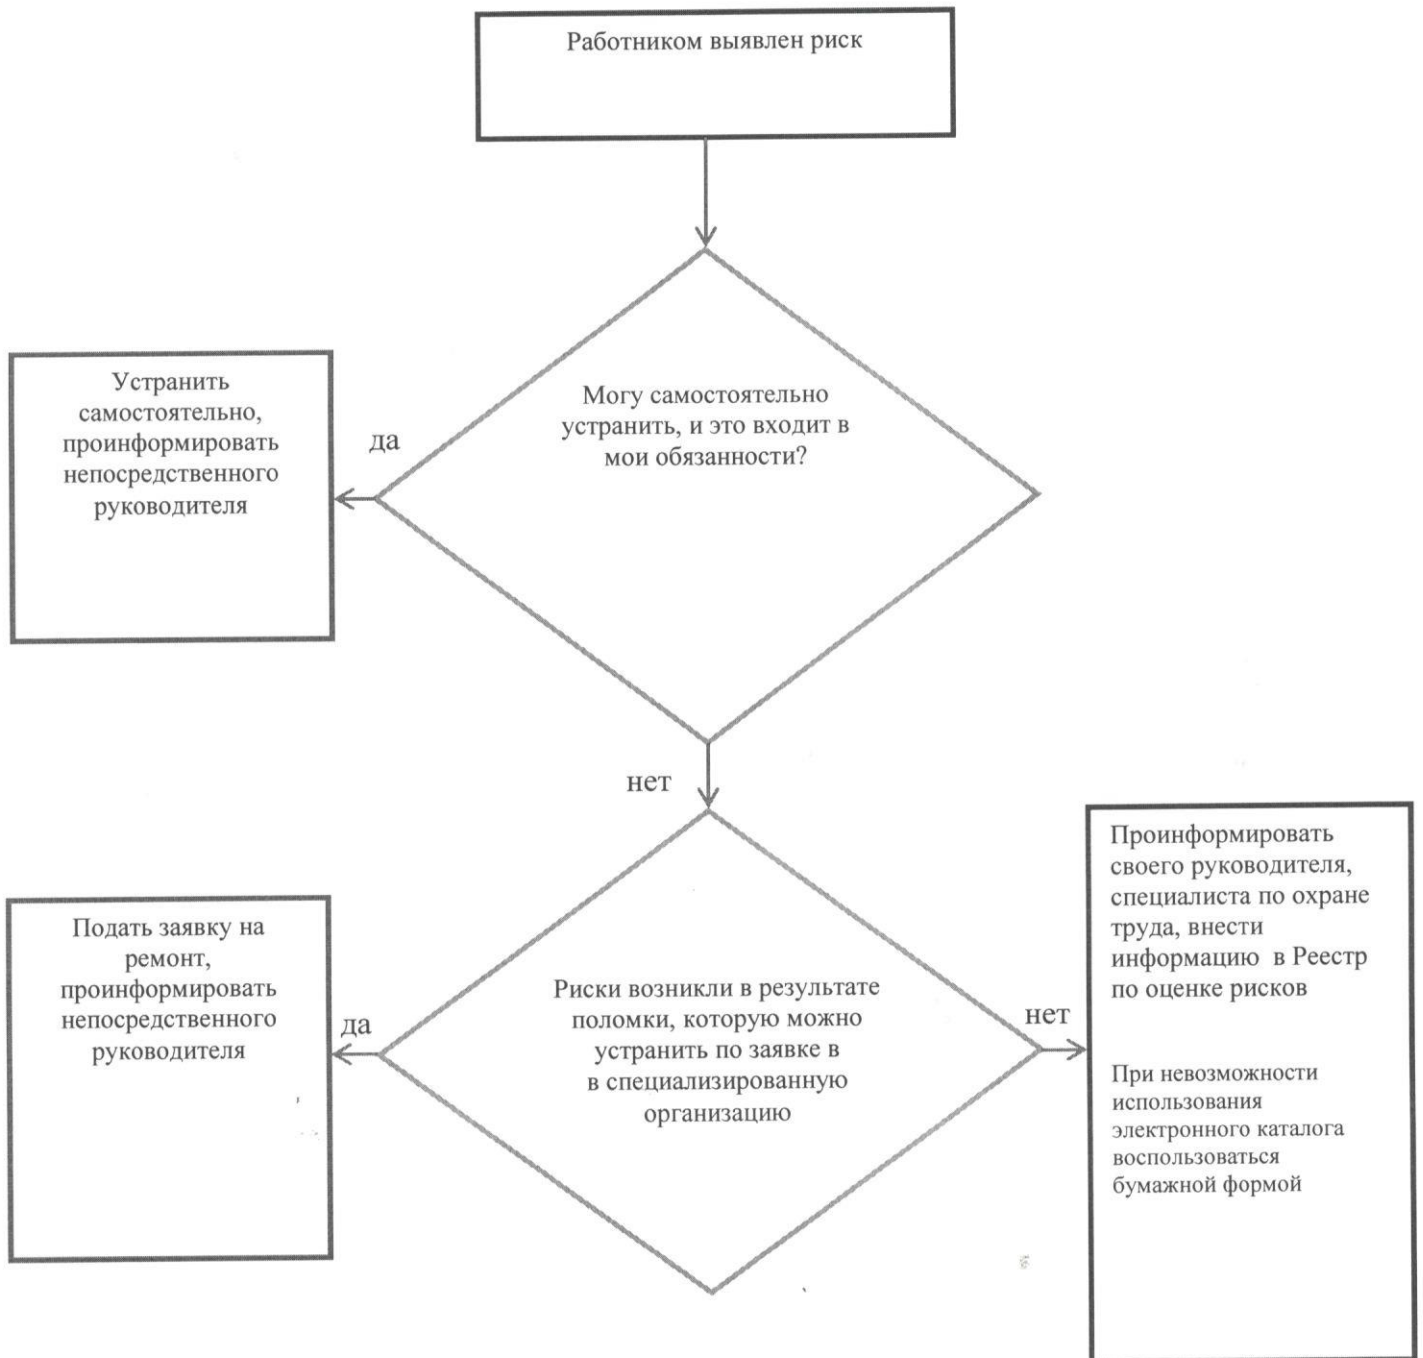 Работником выявлен риск
Могу самостоятельно
устранить, и это входит в
мои обязанности?
да
Устранить
самостоятельно,
проинформировать
непосредственного
руководителя
нет
Риски возникли в результате
поломки, которую можно
устранить по заявке в
в специализированную
организацию
да
Подать заявку на
ремонт,
проинформировать
непосредственного
руководителя
нет
Проинформировать
своего руководителя,
специалиста по охране
труда, внести
информацию в Реестр
по оценке рисков
При невозможности
использования
электронного каталога
воспользоваться
бумажной формой